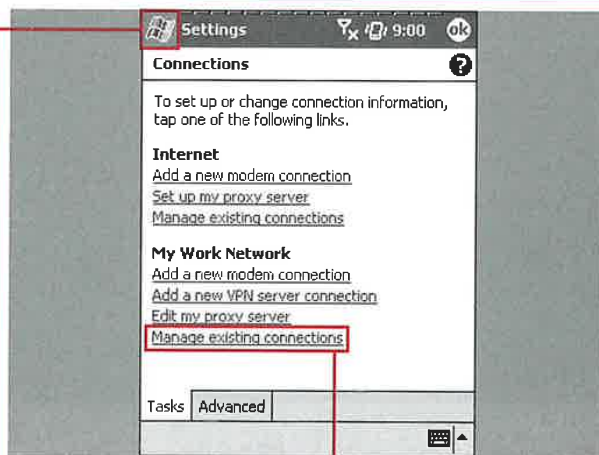 Settings 9:00 ok
Connections ?
To set up or change connection information,
tap one of the following links.
Internet
Add a new modem connection
Set up my proxy server
Manage existing connections
My Work Network
Add a new modem connection
Add a new VPN server connection
Edit my proxy server
Manage existing connections
Tasks Advanced